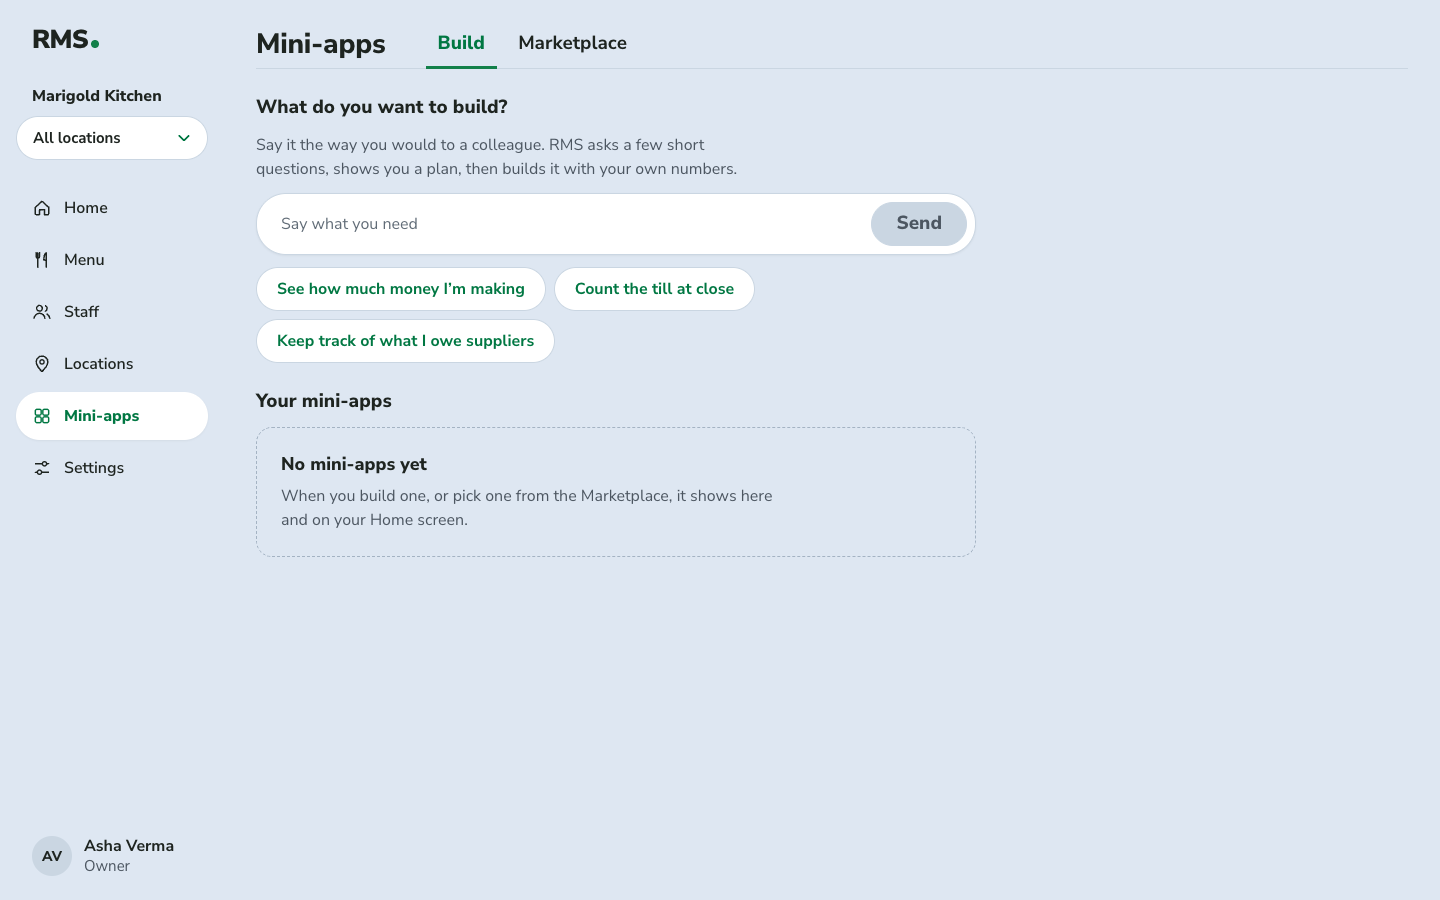 RMS.
Marigold Kitchen
All locations
Home
Menu
Staff
Locations
Mini-apps
Settings
AV
Asha Verma
Owner
Mini-apps
Build
Marketplace
What do you want to build?
Say it the way you would to a colleague. RMS asks a few short
questions, shows you a plan, then builds it with your own numbers.
Say what you need
Send
See how much money I’m making
Count the till at close
Keep track of what I owe suppliers
Your mini-apps
No mini-apps yet
When you build one, or pick one from the Marketplace, it shows here
and on your Home screen.